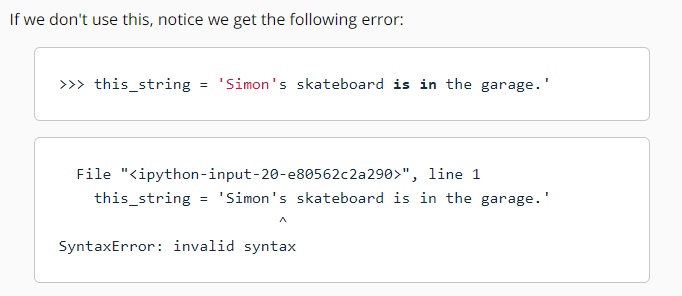 If we don't use this, notice we get the following error:
>>> this_string = 'Simon's skateboard is in the garage.'
File "<ipython-input-20-e80562c2a290>", line 1
this_string = 'Simon's skateboard is in the garage.'
^
SyntaxError: invalid syntax